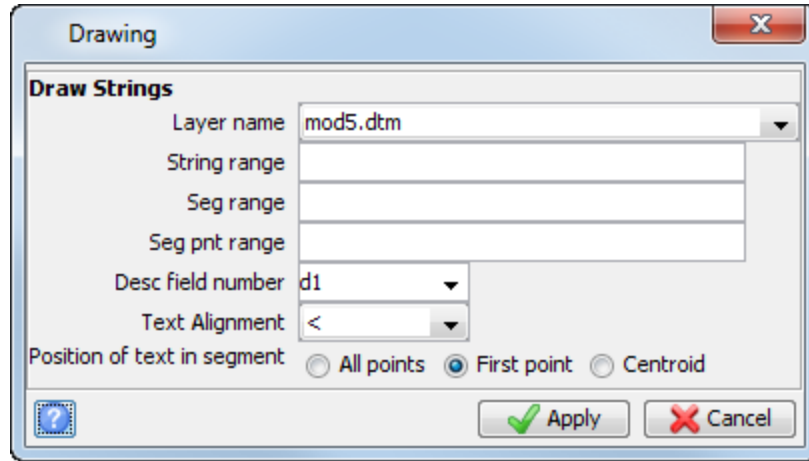 Drawing
Draw Strings
Layer name mod5.dtm
String range
Seg range
Seg pnt range
Desc field number d1
Text Alignment <
Position of text in segment All points First point Centroid
? Apply Cancel